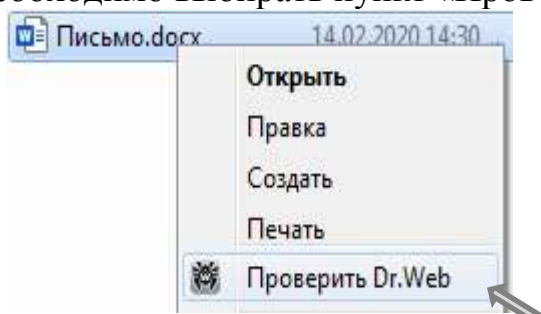 Письмо.docx 14.02.2020 14:30
Открыть
Правка
Создать
Печать
Проверить Dr.Web